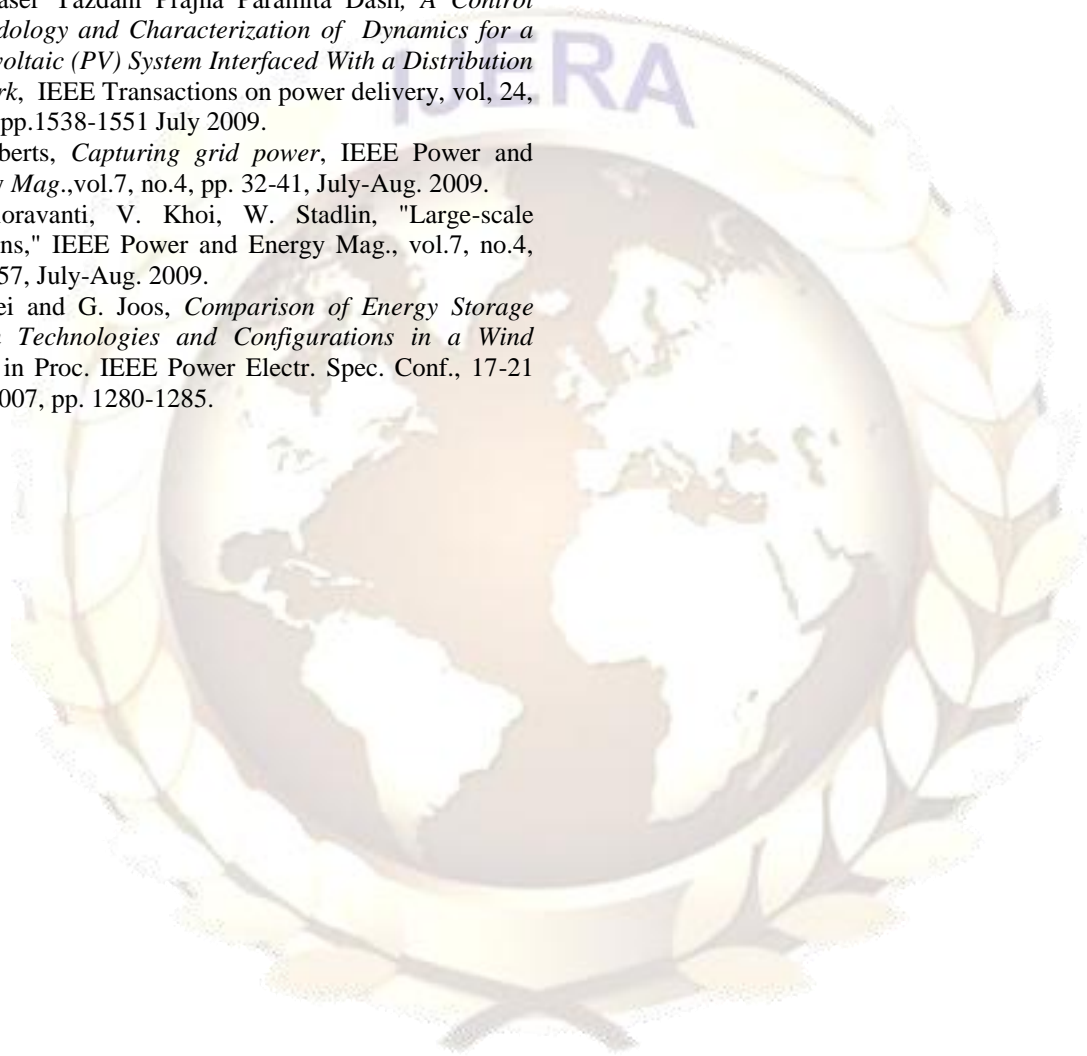 aser Yazdani Prajna Paramita Dash, A Control
dology and Characterization of Dynamics for a
voltaic (PV) System Interfaced With a Distribution
rk, IEEE Transactions on power delivery, vol, 24,
pp.1538-1551 July 2009.
berts, Capturing grid power, IEEE Power and
y Mag.,vol.7, no.4, pp. 32-41, July-Aug. 2009.
oravanti, V. Khoi, W. Stadlin, "Large-scale
ns," IEEE Power and Energy Mag., vol.7, no.4,
57, July-Aug. 2009.
ei and G. Joos, Comparison of Energy Storage
Technologies and Configurations in a Wind
in Proc. IEEE Power Electr. Spec. Conf., 17-21
007, pp. 1280-1285.
IJERA